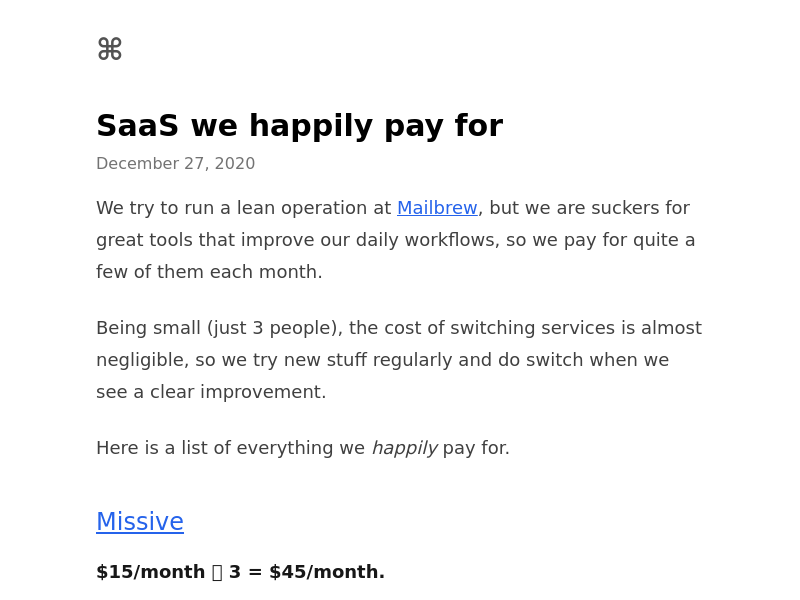 ⌘
SaaS we happily pay for
December 27, 2020
We try to run a lean operation at Mailbrew, but we are suckers for
great tools that improve our daily workflows, so we pay for quite a
few of them each month.
Being small (just 3 people), the cost of switching services is almost
negligible, so we try new stuff regularly and do switch when we
see a clear improvement.
Here is a list of everything we happily pay for.
Missive
$15/month 3 = $45/month.